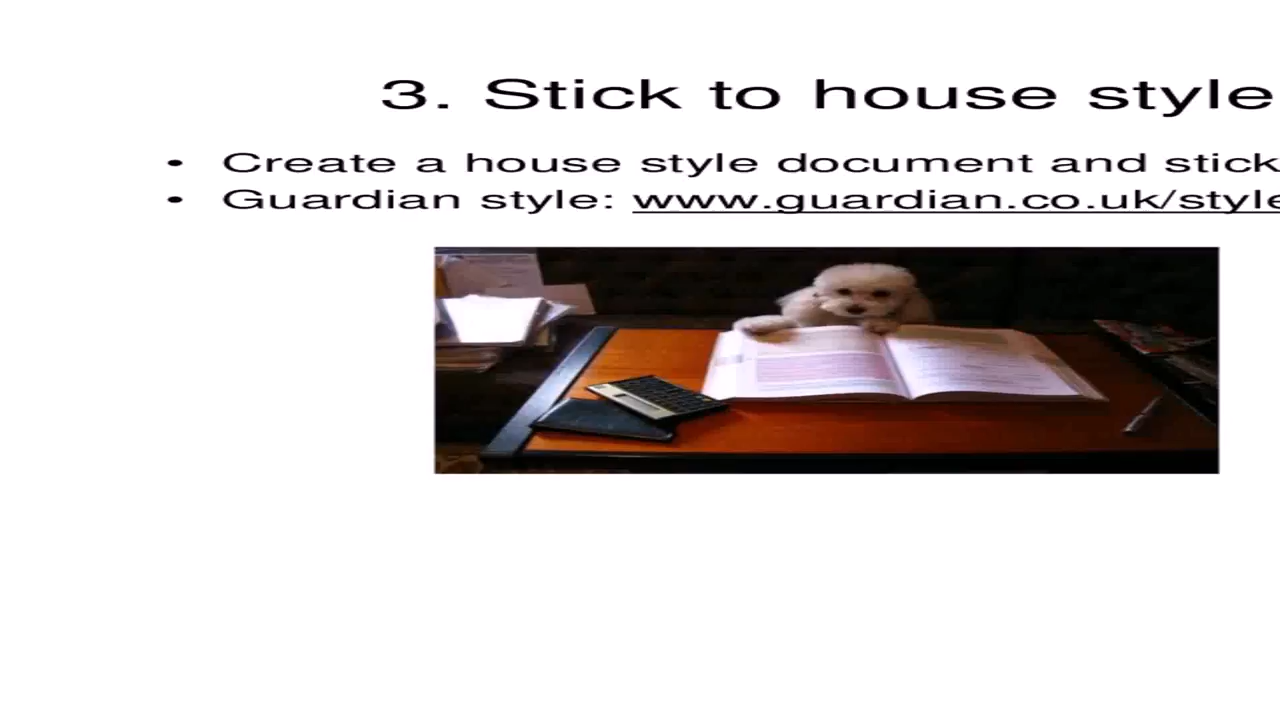 3. Stick to house style
• Create a house style document and stick
• Guardian style: www.guardian.co.uk/style